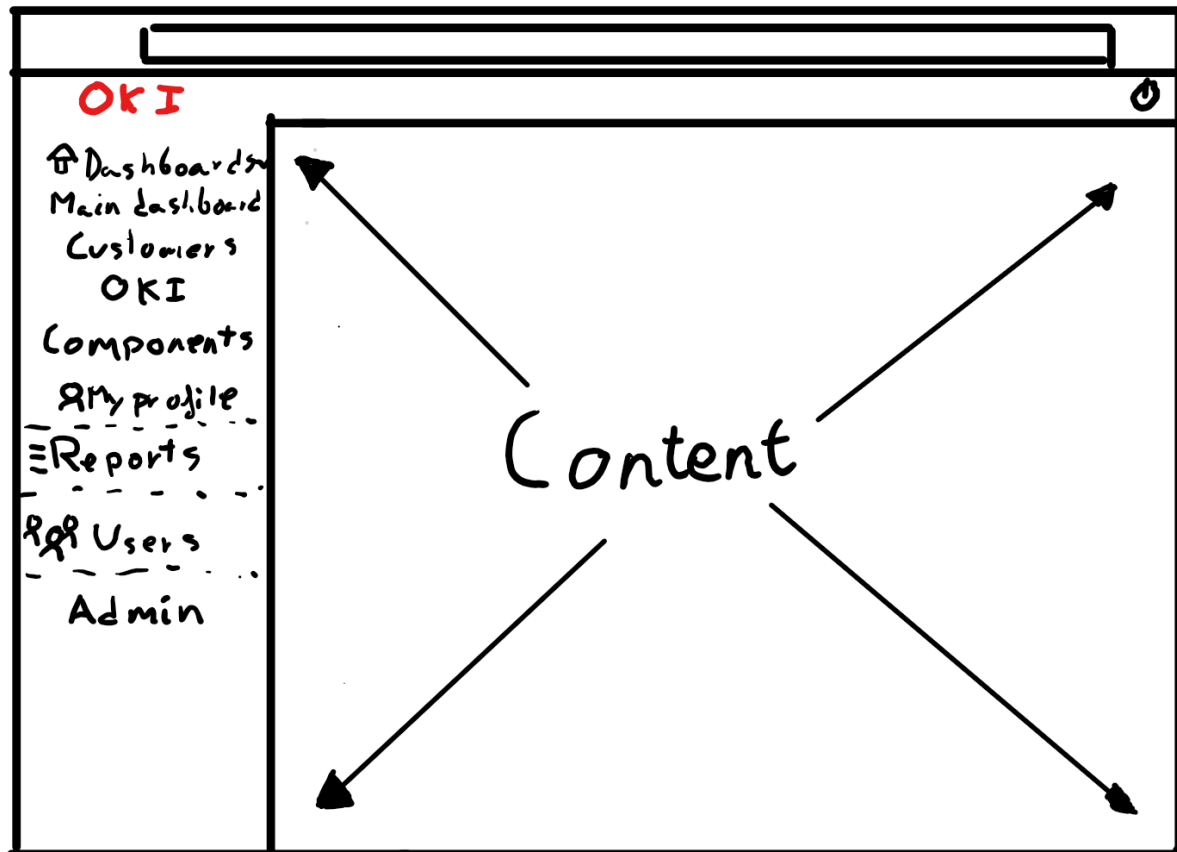 OKI
Dashboards
Main dashboard
Customers
OKI
Components
My profile
Reports
Users
Admin
Content